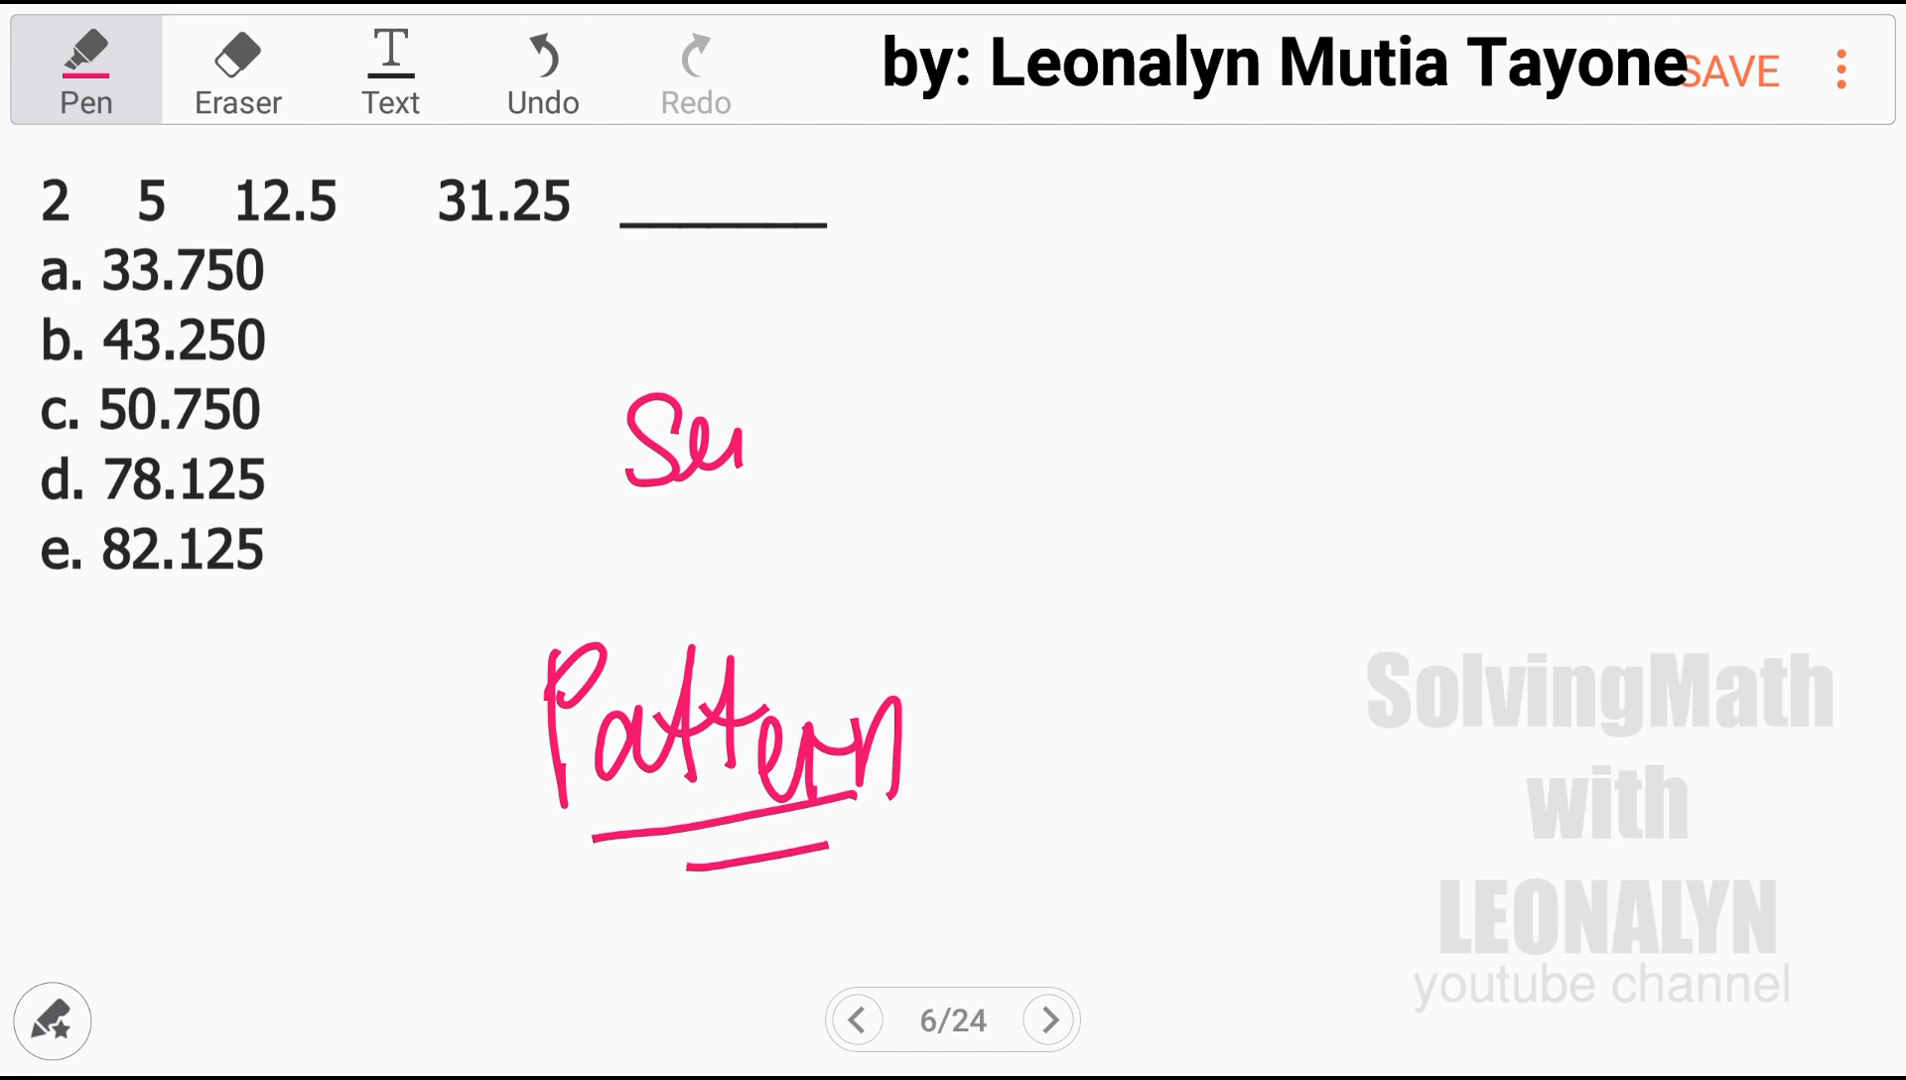 Pen Eraser Text Undo Redo by: Leonalyn Mutia Tayone SAVE
2 5 12.5 31.25 _______
a. 33.750
b. 43.250
c. 50.750
d. 78.125
e. 82.125
Pattern
SolvingMath
with
LEONALYN
youtube channel
6/24